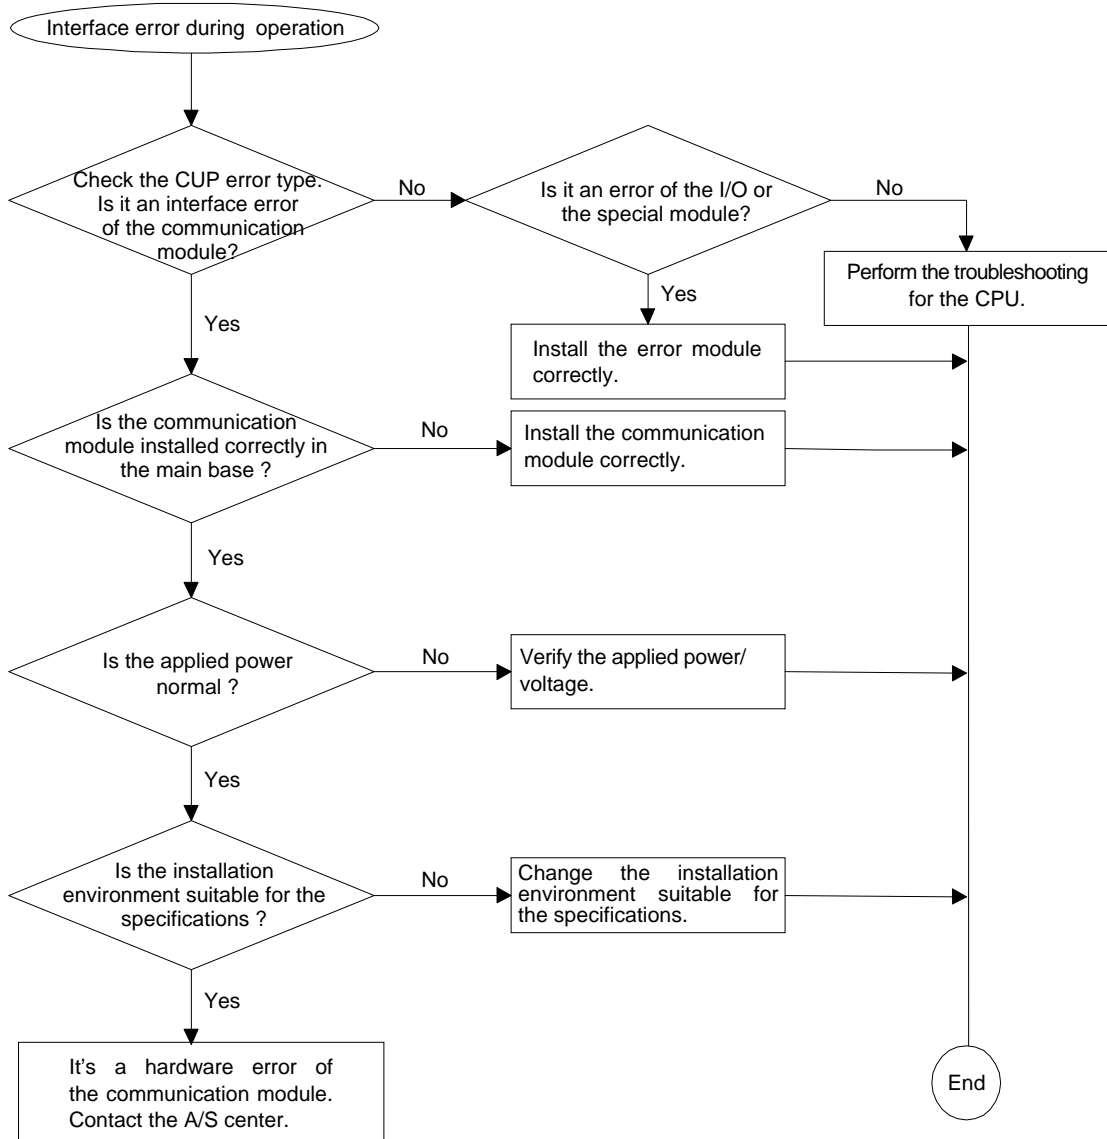 Interface error during operation
Check the CUP error type.
Is it an interface error
of the communication
module?
No
Is it an error of the I/O or
the special module?
No
Perform the troubleshooting
for the CPU.
Yes
Yes
Install the error module
correctly.
Is the communication
module installed correctly in
the main base ?
No
Install the communication
module correctly.
Yes
Is the applied power
normal ?
No
Verify the applied power/
voltage.
Yes
Is the installation
environment suitable for the
specifications ?
No
Change the installation
environment suitable for
the specifications.
Yes
It's a hardware error of
the communication module.
Contact the A/S center.
End